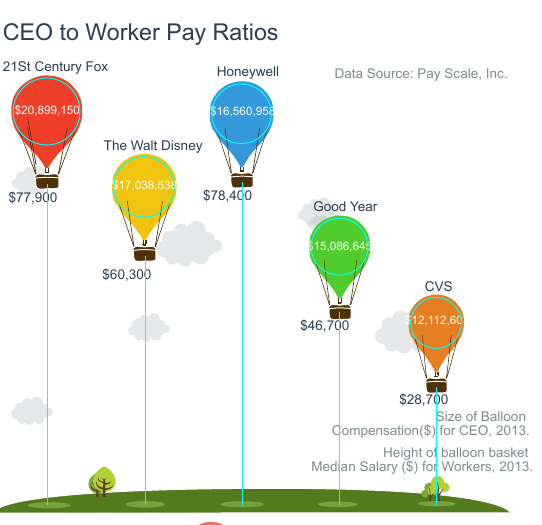 CEO to Worker Pay Ratios
21St Century Fox
Honeywell
Data Source: Pay Scale, Inc.
$20,899,150
$16,560,958
The Walt Disney
$17,038,538
$77,900
$78,400
Good Year
$15,086,645
$60,300
CVS
$46,700
$12,112,60
$28,700
Size of Balloon
Compensation($) for CEO, 2013.
Height of balloon basket
Median Salary ($) for Workers, 2013.